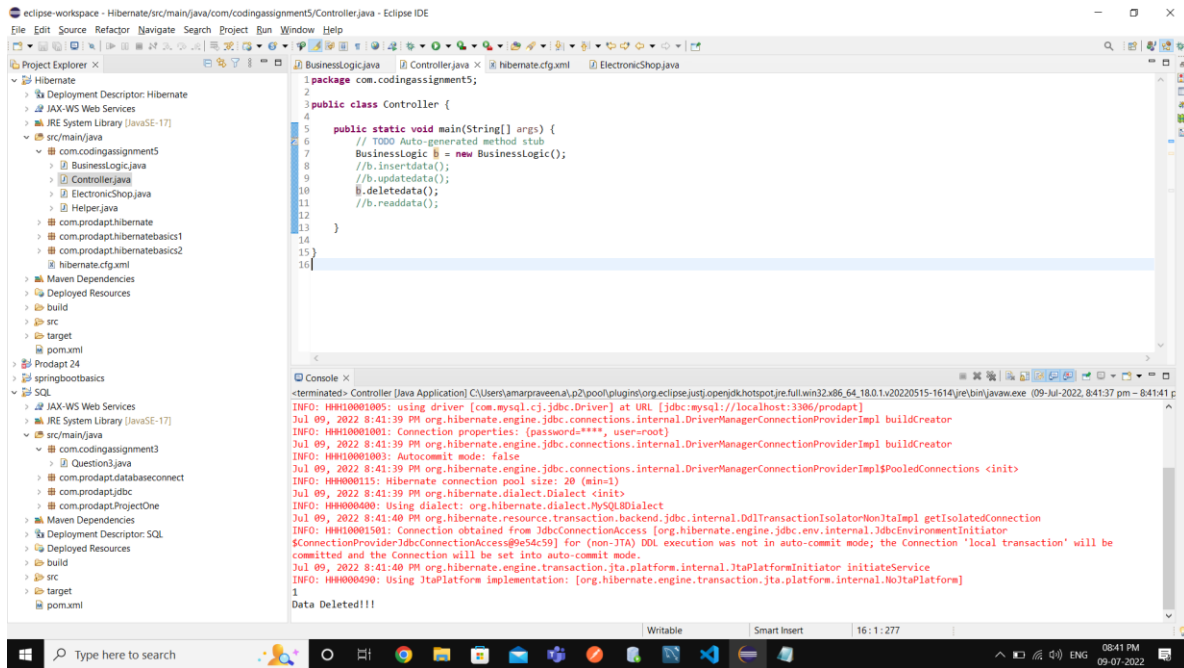 eclipse-workspace - Hibernate/src/main/java/com/codingassignment5/Controller.java - Eclipse IDE
File Edit Source Refactor Navigate Search Project Run Window Help
Project Explorer
Hibernate
Deployment Descriptor: Hibernate
JAX-WS Web Services
JRE System Library [JavaSE-17]
src/main/java
com.codingassignment5
BusinessLogic.java
Controller.java
ElectronicShop.java
Helper.java
com.prodapt.hibernate
com.prodapt.hibernatebasics1
com.prodapt.hibernatebasics2
hibernate.cfg.xml
Maven Dependencies
Deployed Resources
build
src
target
pom.xml
Prodapt 24
springbootbasics
SQL
JAX-WS Web Services
JRE System Library [JavaSE-17]
src/main/java
com.codingassignment3
Question3.java
com.prodapt.databaseconnect
com.prodapt.jdbc
com.prodapt.ProjectOne
Maven Dependencies
Deployment Descriptor: SQL
Deployed Resources
build
src
target
pom.xml
BusinessLogic.java Controller.java hibernate.cfg.xml ElectronicShop.java
1 package com.codingassignment5;
2
3 public class Controller {
4
5 public static void main(String[] args) {
6 // TODO Auto-generated method stub
7 BusinessLogic b = new BusinessLogic();
8 //b.insertdata();
9 //b.updatedata();
10 b.deletedata();
11 //b.readdata();
12
13 }
14
15 }
16
Console
<terminated> Controller [Java Application] C:\Users\amarpraveen.a\.p2\pool\plugins\org.eclipse.justj.openjdk.hotspot.jre.full.win32.x86_64_18.0.1.v20220515-1614\jre\bin\javaw.exe (09-Jul-2022, 8:41:37 pm – 8:41:41 p
INFO: HHH10001005: using driver [com.mysql.cj.jdbc.Driver] at URL [jdbc:mysql://localhost:3306/prodapt]
Jul 09, 2022 8:41:39 PM org.hibernate.engine.jdbc.connections.internal.DriverManagerConnectionProviderImpl buildCreator
INFO: HHH10001001: Connection properties: {password=****, user=root}
Jul 09, 2022 8:41:39 PM org.hibernate.engine.jdbc.connections.internal.DriverManagerConnectionProviderImpl buildCreator
INFO: HHH10001003: Autocommit mode: false
Jul 09, 2022 8:41:39 PM org.hibernate.engine.jdbc.connections.internal.DriverManagerConnectionProviderImpl$PooledConnections <init>
INFO: HHH000115: Hibernate connection pool size: 20 (min=1)
Jul 09, 2022 8:41:39 PM org.hibernate.dialect.Dialect <init>
INFO: HHH000400: Using dialect: org.hibernate.dialect.MySQL8Dialect
Jul 09, 2022 8:41:40 PM org.hibernate.resource.transaction.backend.jdbc.internal.DdlTransactionIsolatorNonJtaImpl getIsolatedConnection
INFO: HHH10001501: Connection obtained from JdbcConnectionAccess [org.hibernate.engine.jdbc.env.internal.JdbcEnvironmentInitiator
$ConnectionProviderJdbcConnectionAccess@9e54c59] for (non-JTA) DDL execution was not in auto-commit mode; the Connection 'local transaction' will be
committed and the Connection will be set into auto-commit mode.
Jul 09, 2022 8:41:40 PM org.hibernate.engine.transaction.jta.platform.internal.JtaPlatformInitiator initiateService
INFO: HHH000490: Using JtaPlatform implementation: [org.hibernate.engine.transaction.jta.platform.internal.NoJtaPlatform]
1
Data Deleted!!!
Writable Smart Insert 16 : 1 : 277
Type here to search
ENG
08:41 PM
09-07-2022